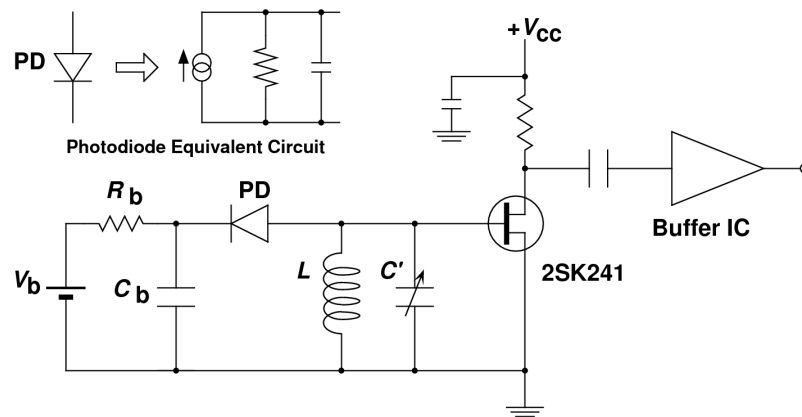 PD
Photodiode Equivalent Circuit
+Vcc
Rb
PD
Buffer IC
Vb
Cb
L
C'
2SK241